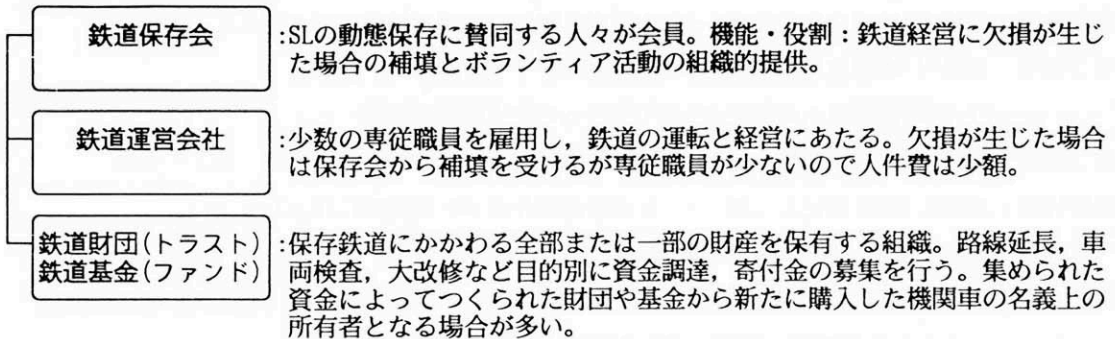 鉄道保存会
:SLの動態保存に賛同する人々が会員。機能・役割：鉄道経営に欠損が生じ
た場合の補填とボランティア活動の組織的提供。
鉄道運営会社
:少数の専従職員を雇用し，鉄道の運転と経営にあたる。欠損が生じた場合
は保存会から補填を受けるが専従職員が少ないので人件費は少額。
鉄道財団(トラスト)
鉄道基金(ファンド)
:保存鉄道にかかわる全部または一部の財産を保有する組織。路線延長，車
両検査，大改修など目的別に資金調達，寄付金の募集を行う。集められた
資金によってつくられた財団や基金から新たに購入した機関車の名義上の
所有者となる場合が多い。